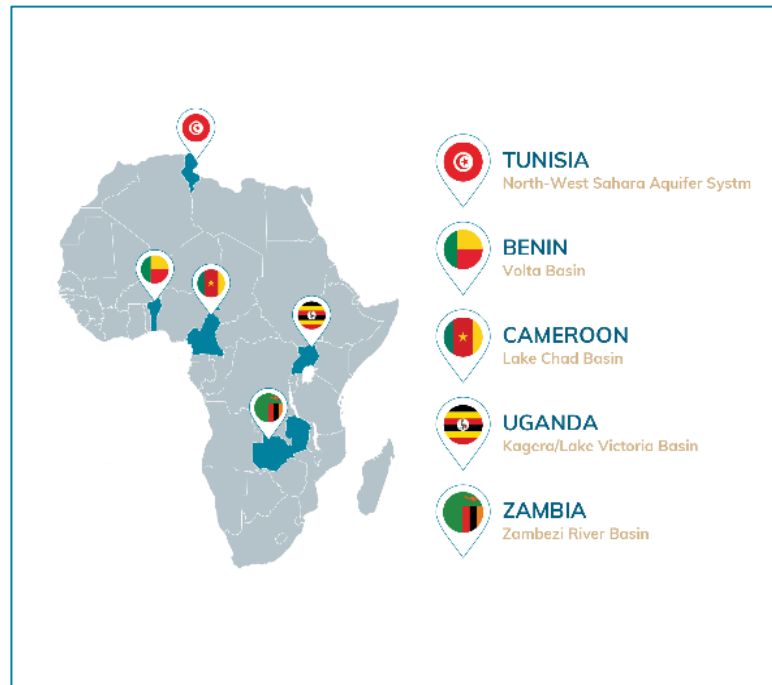 TUNISIA
North-West Sahara Aquifer Systm
BENIN
Volta Basin
CAMEROON
Lake Chad Basin
UGANDA
Kagera/Lake Victoria Basin
ZAMBIA
Zambezi River Basin